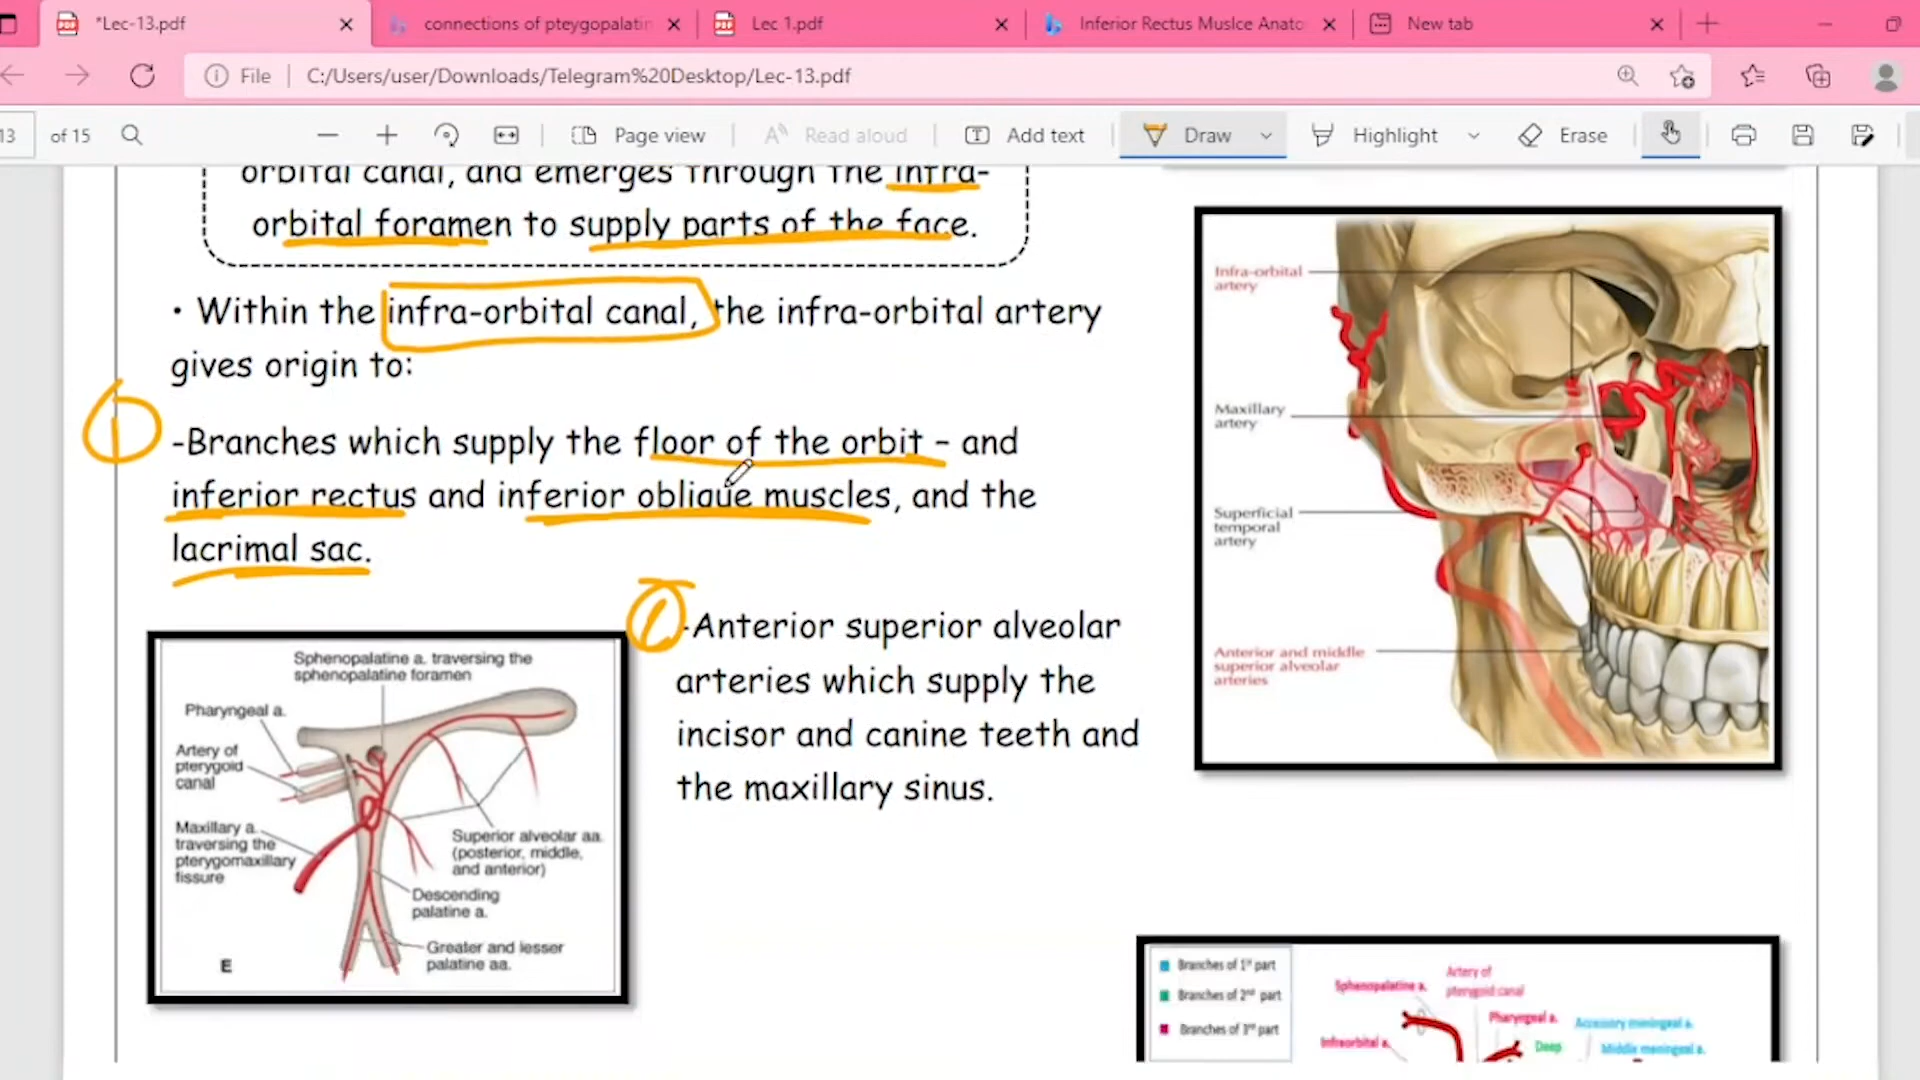 *Lec-13.pdf
connections of pteygopalatin
Lec 1.pdf
Inferior Rectus Muslce Anato
New tab
File
C:/Users/user/Downloads/Telegram%20Desktop/Lec-13.pdf
13 of 15
Page view
Read aloud
Add text
Draw
Highlight
Erase
orbital canal, and emerges through the infra-
orbital foramen to supply parts of the face.
• Within the infra-orbital canal, the infra-orbital artery
gives origin to:
1
-Branches which supply the floor of the orbit – and
inferior rectus and inferior oblique muscles, and the
lacrimal sac.
-Anterior superior alveolar
arteries which supply the
incisor and canine teeth and
the maxillary sinus.
Sphenopalatine a. traversing the
sphenopalatine foramen
Pharyngeal a.
Artery of
pterygoid
canal
Maxillary a.
traversing the
pterygomaxillary
fissure
Superior alveolar aa.
(posterior, middle,
and anterior)
Descending
palatine a.
Greater and lesser
palatine aa.
E
Infra-orbital
artery
Maxillary
artery
Superficial
temporal
artery
Anterior and middle
superior alveolar
arteries
Branches of 1st part
Branches of 2nd part
Branches of 3rd part
Sphenopalatine a.
Artery of
pterygoid canal
Pharyngeal a.
Accessory meningeal a.
Infraorbital a.
Deep
Middle meningeal a.